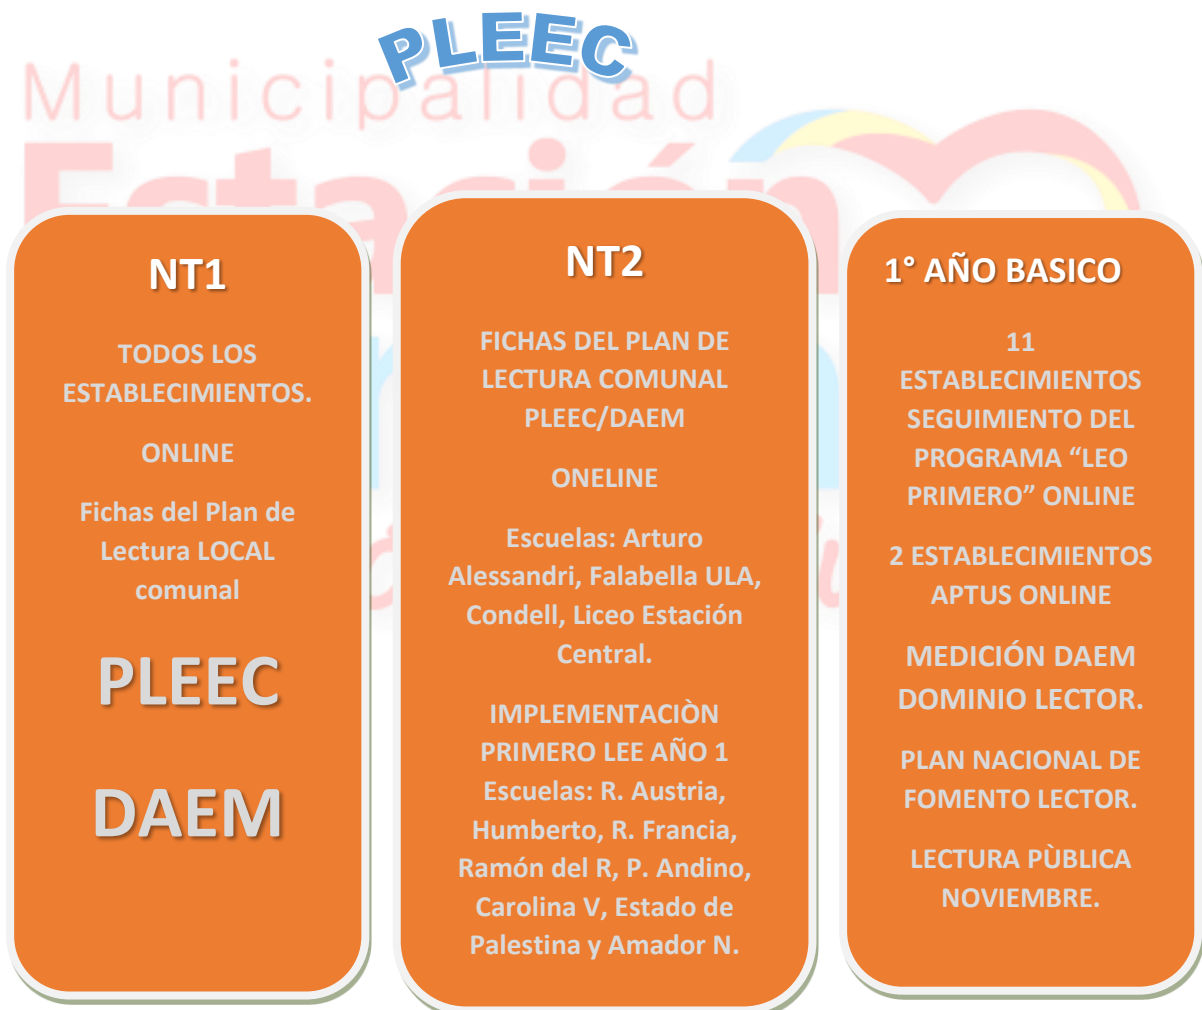 PLEEC
Municipalidad
Estación
NT1
TODOS LOS
ESTABLECIMIENTOS.
ONLINE
Fichas del Plan de
Lectura LOCAL
comunal
PLEEC
DAEM
NT2
FICHAS DEL PLAN DE
LECTURA COMUNAL
PLEEC/DAEM
ONELINE
Escuelas: Arturo
Alessandri, Falabella ULA,
Condell, Liceo Estación
Central.
IMPLEMENTACIÒN
PRIMERO LEE AÑO 1
Escuelas: R. Austria,
Humberto, R. Francia,
Ramón del R, P. Andino,
Carolina V, Estado de
Palestina y Amador N.
1° AÑO BASICO
11
ESTABLECIMIENTOS
SEGUIMIENTO DEL
PROGRAMA “LEO
PRIMERO” ONLINE
2 ESTABLECIMIENTOS
APTUS ONLINE
MEDICIÓN DAEM
DOMINIO LECTOR.
PLAN NACIONAL DE
FOMENTO LECTOR.
LECTURA PÙBLICA
NOVIEMBRE.